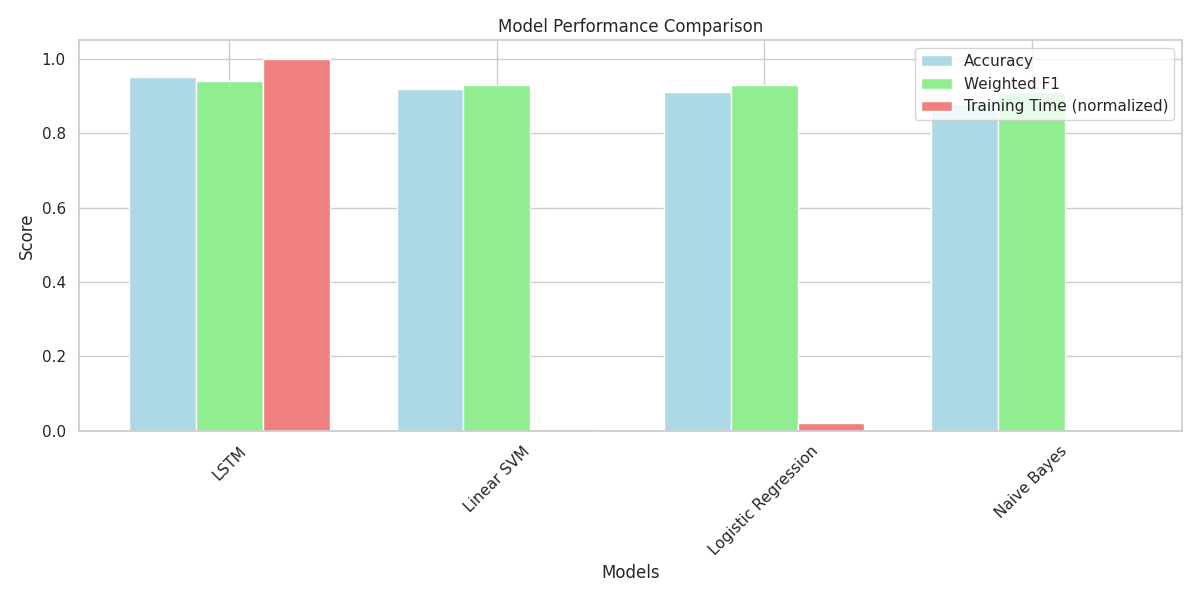 Model Performance Comparison
Accuracy
Weighted F1
Training Time (normalized)
1.0
0.8
0.6
0.4
0.2
0.0
Score
LSTM
Linear SVM
Logistic Regression
Naive Bayes
Models